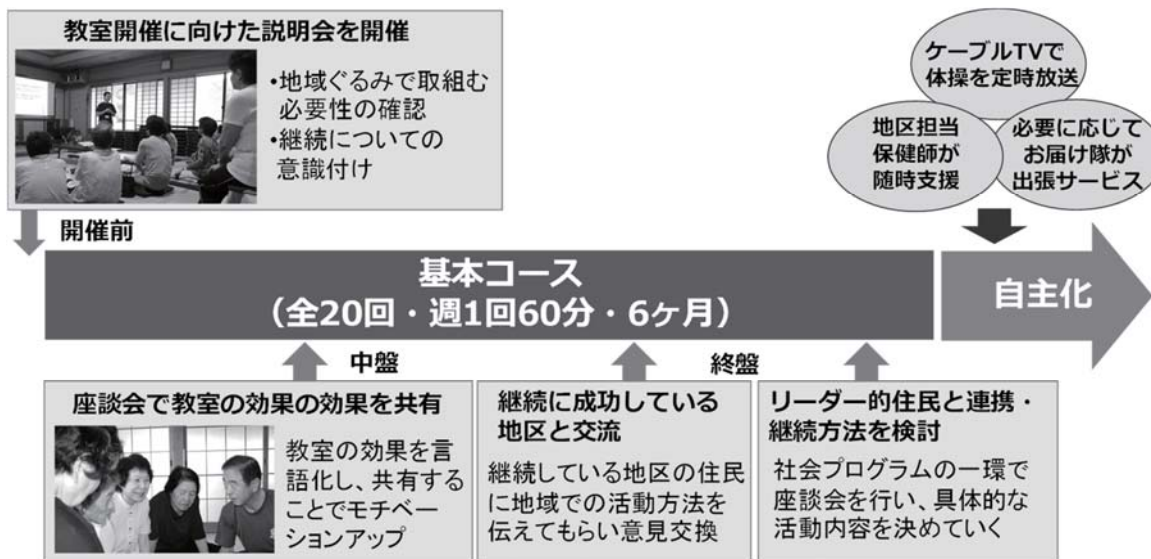 教室開催に向けた説明会を開催
・地域ぐるみで取組む
必要性の確認
・継続についての
意識付け
ケーブルTVで
体操を定時放送
地区担当
保健師が
随時支援
必要に応じて
お届け隊が
出張サービス
開催前
基本コース
（全20回・週1回60分・6ヶ月）
自主化
中盤
終盤
座談会で教室の効果の効果を共有
教室の効果を言
語化し、共有する
ことでモチベー
ションアップ
継続に成功している
地区と交流
継続している地区の住民
に地域での活動方法を
伝えてもらい意見交換
リーダー的住民と連携・
継続方法を検討
社会プログラムの一環で
座談会を行い、具体的な
活動内容を決めていく